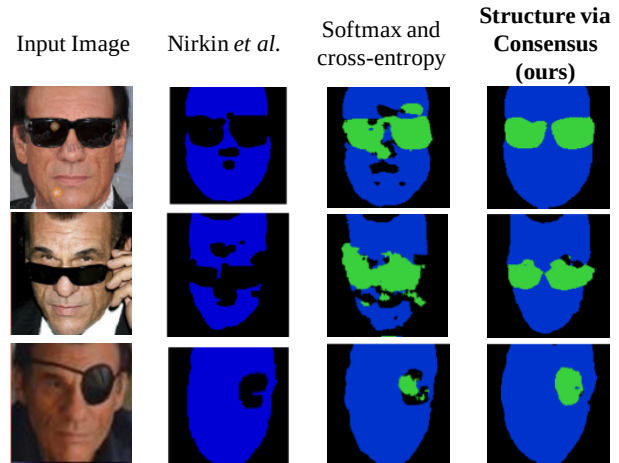 Input Image
Nirkin et al.
Softmax and
cross-entropy
Structure via
Consensus
(ours)